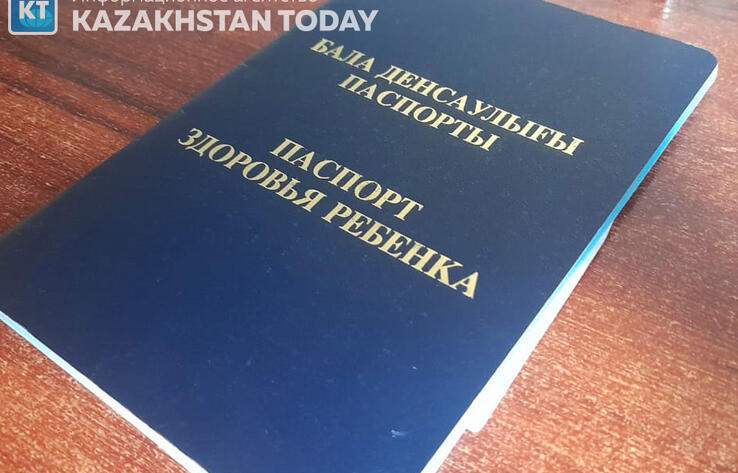 Информационное агентство
KT
KAZAKHSTAN TODAY
БАЛА ДЕНСАУЛЫҒЫ
ПАСПОРТЫ
ПАСПОРТ
ЗДОРОВЬЯ РЕБЕНКА